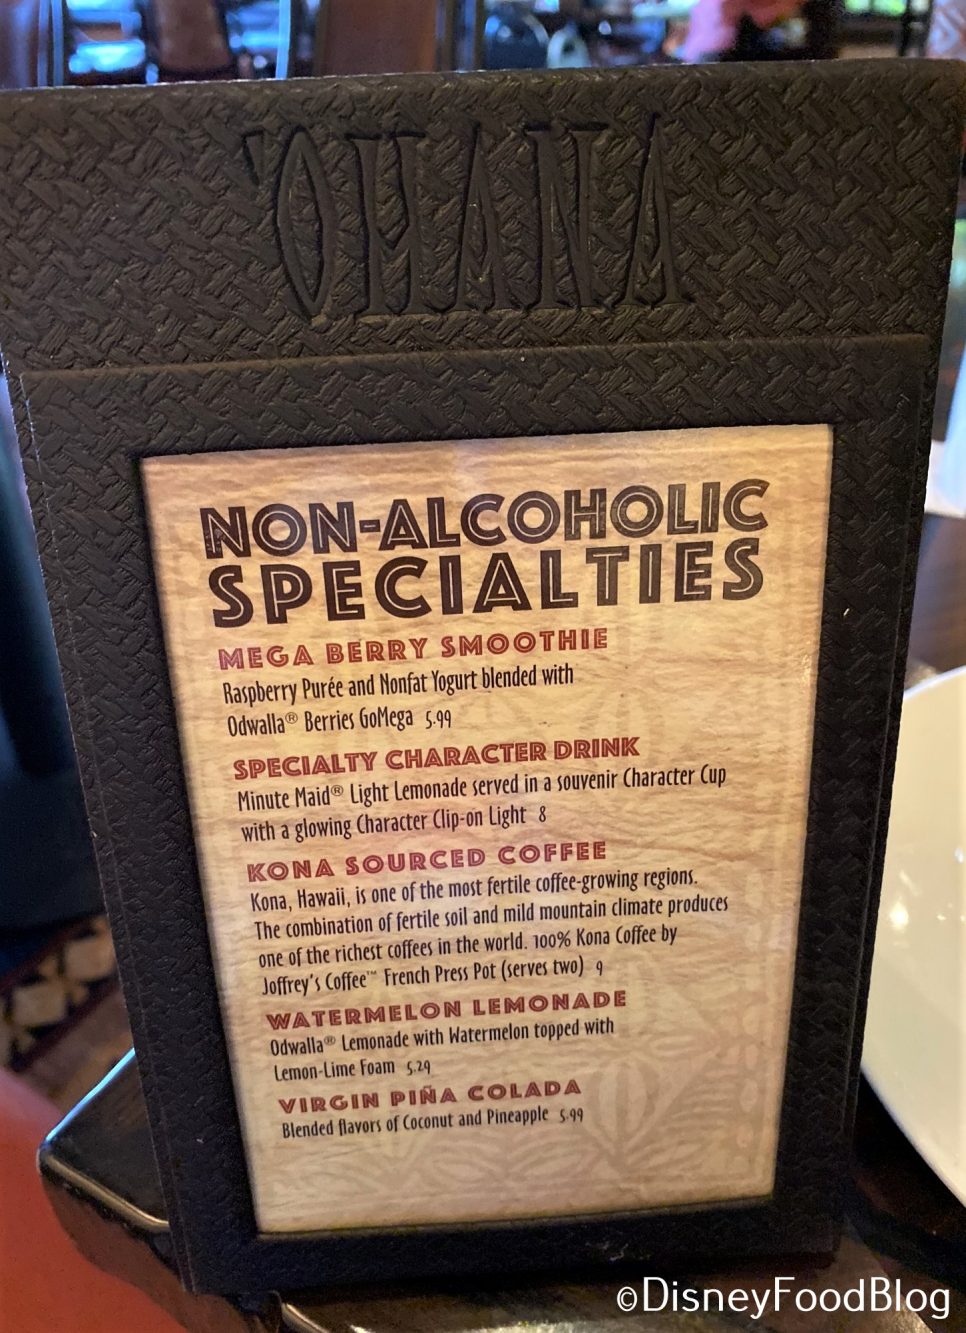 'OHANA
NON-ALCOHOLIC
SPECIALTIES
MEGA BERRY SMOOTHIE
Raspberry Purée and Nonfat Yogurt blended with
Odwalla® Berries GoMega 5.99
SPECIALTY CHARACTER DRINK
Minute Maid® Light Lemonade served in a souvenir Character Cup
with a glowing Character Clip-on Light 8
KONA SOURCED COFFEE
Kona, Hawaii, is one of the most fertile coffee-growing regions.
The combination of fertile soil and mild mountain climate produces
one of the richest coffees in the world. 100% Kona Coffee by
Joffrey's Coffee™ French Press Pot (serves two) 9
WATERMELON LEMONADE
Odwalla® Lemonade with Watermelon topped with
Lemon-Lime Foam 5.29
VIRGIN PIÑA COLADA
Blended flavors of Coconut and Pineapple 5.99
©DisneyFoodBlog